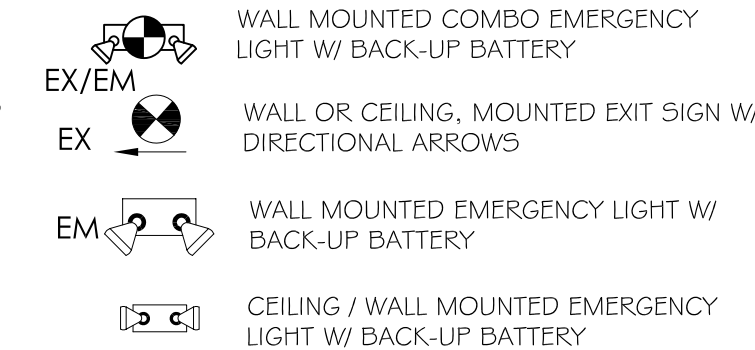 WALL MOUNTED COMBO EMERGENCY
LIGHT W/ BACK-UP BATTERY
EX/EM
WALL OR CEILING, MOUNTED EXIT SIGN W/
DIRECTIONAL ARROWS
EX
WALL MOUNTED EMERGENCY LIGHT W/
BACK-UP BATTERY
EM
CEILING / WALL MOUNTED EMERGENCY
LIGHT W/ BACK-UP BATTERY